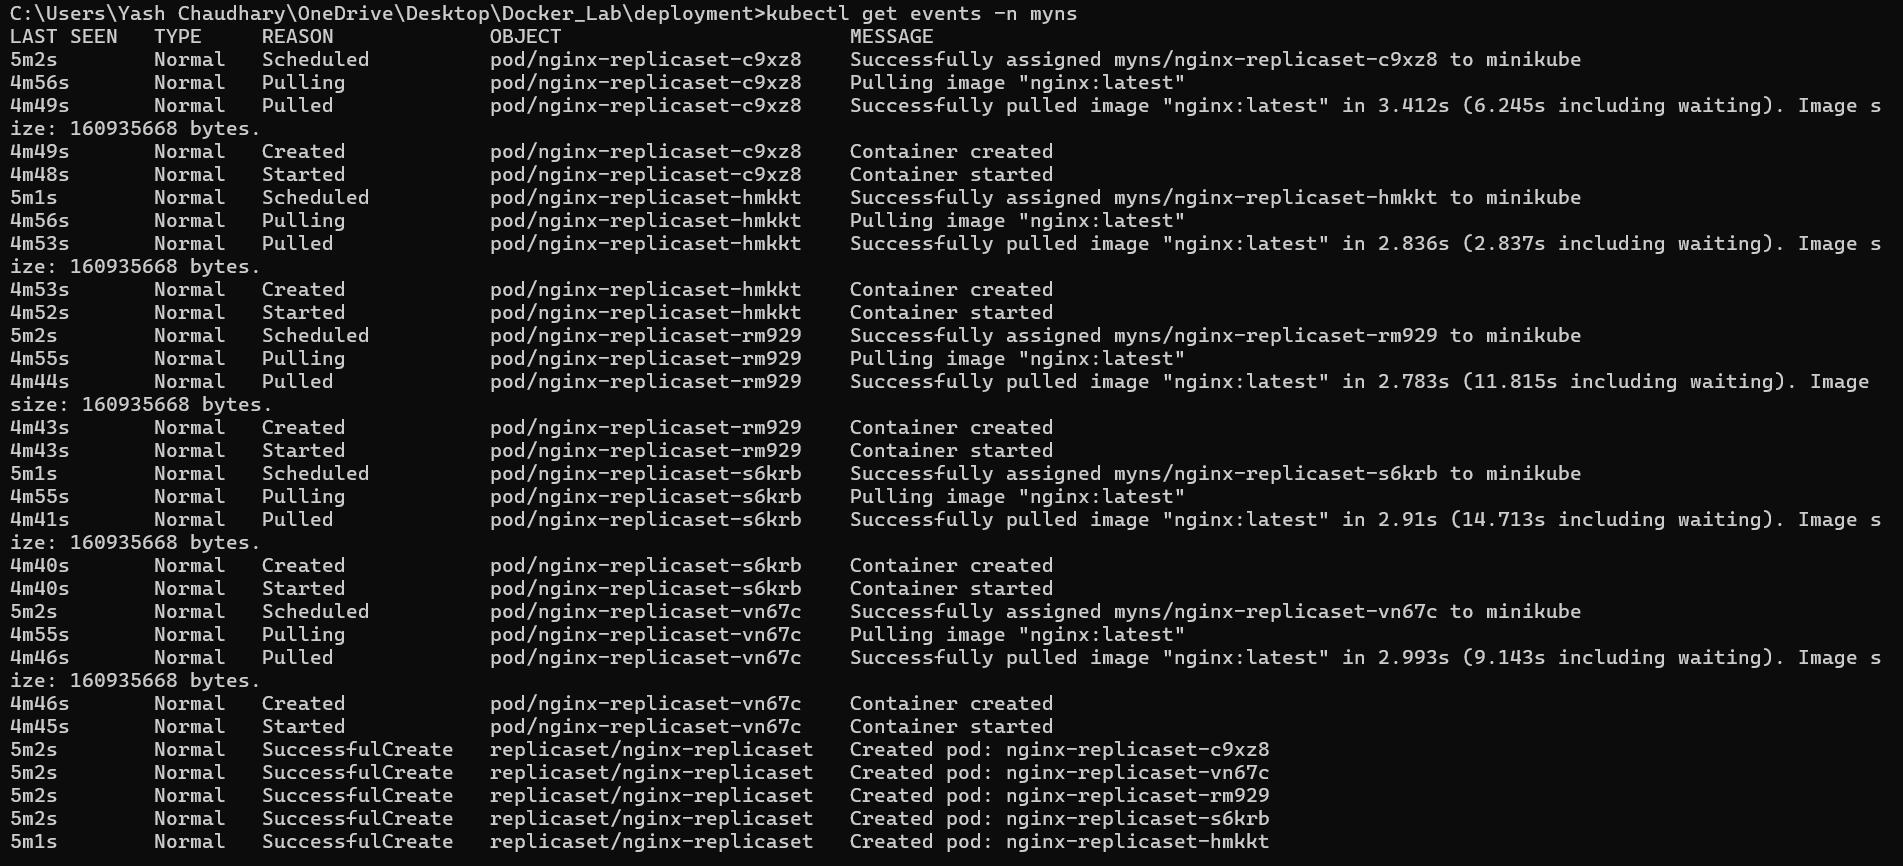 C:\Users\Yash Chaudhary\OneDrive\Desktop\Docker_Lab\deployment>kubectl get events -n myns
LAST SEEN   TYPE     REASON             OBJECT                        MESSAGE
5m2s        Normal   Scheduled          pod/nginx-replicaset-c9xz8    Successfully assigned myns/nginx-replicaset-c9xz8 to minikube
4m56s       Normal   Pulling            pod/nginx-replicaset-c9xz8    Pulling image "nginx:latest"
4m49s       Normal   Pulled             pod/nginx-replicaset-c9xz8    Successfully pulled image "nginx:latest" in 3.412s (6.245s including waiting). Image s
ize: 160935668 bytes.
4m49s       Normal   Created            pod/nginx-replicaset-c9xz8    Container created
4m48s       Normal   Started            pod/nginx-replicaset-c9xz8    Container started
5m1s        Normal   Scheduled          pod/nginx-replicaset-hmkkt    Successfully assigned myns/nginx-replicaset-hmkkt to minikube
4m56s       Normal   Pulling            pod/nginx-replicaset-hmkkt    Pulling image "nginx:latest"
4m53s       Normal   Pulled             pod/nginx-replicaset-hmkkt    Successfully pulled image "nginx:latest" in 2.836s (2.837s including waiting). Image s
ize: 160935668 bytes.
4m53s       Normal   Created            pod/nginx-replicaset-hmkkt    Container created
4m52s       Normal   Started            pod/nginx-replicaset-hmkkt    Container started
5m2s        Normal   Scheduled          pod/nginx-replicaset-rm929    Successfully assigned myns/nginx-replicaset-rm929 to minikube
4m55s       Normal   Pulling            pod/nginx-replicaset-rm929    Pulling image "nginx:latest"
4m44s       Normal   Pulled             pod/nginx-replicaset-rm929    Successfully pulled image "nginx:latest" in 2.783s (11.815s including waiting). Image
size: 160935668 bytes.
4m43s       Normal   Created            pod/nginx-replicaset-rm929    Container created
4m43s       Normal   Started            pod/nginx-replicaset-rm929    Container started
5m1s        Normal   Scheduled          pod/nginx-replicaset-s6krb    Successfully assigned myns/nginx-replicaset-s6krb to minikube
4m55s       Normal   Pulling            pod/nginx-replicaset-s6krb    Pulling image "nginx:latest"
4m41s       Normal   Pulled             pod/nginx-replicaset-s6krb    Successfully pulled image "nginx:latest" in 2.91s (14.713s including waiting). Image s
ize: 160935668 bytes.
4m40s       Normal   Created            pod/nginx-replicaset-s6krb    Container created
4m40s       Normal   Started            pod/nginx-replicaset-s6krb    Container started
5m2s        Normal   Scheduled          pod/nginx-replicaset-vn67c    Successfully assigned myns/nginx-replicaset-vn67c to minikube
4m55s       Normal   Pulling            pod/nginx-replicaset-vn67c    Pulling image "nginx:latest"
4m46s       Normal   Pulled             pod/nginx-replicaset-vn67c    Successfully pulled image "nginx:latest" in 2.993s (9.143s including waiting). Image s
ize: 160935668 bytes.
4m46s       Normal   Created            pod/nginx-replicaset-vn67c    Container created
4m45s       Normal   Started            pod/nginx-replicaset-vn67c    Container started
5m2s        Normal   SuccessfulCreate   replicaset/nginx-replicaset   Created pod: nginx-replicaset-c9xz8
5m2s        Normal   SuccessfulCreate   replicaset/nginx-replicaset   Created pod: nginx-replicaset-vn67c
5m2s        Normal   SuccessfulCreate   replicaset/nginx-replicaset   Created pod: nginx-replicaset-rm929
5m2s        Normal   SuccessfulCreate   replicaset/nginx-replicaset   Created pod: nginx-replicaset-s6krb
5m1s        Normal   SuccessfulCreate   replicaset/nginx-replicaset   Created pod: nginx-replicaset-hmkkt